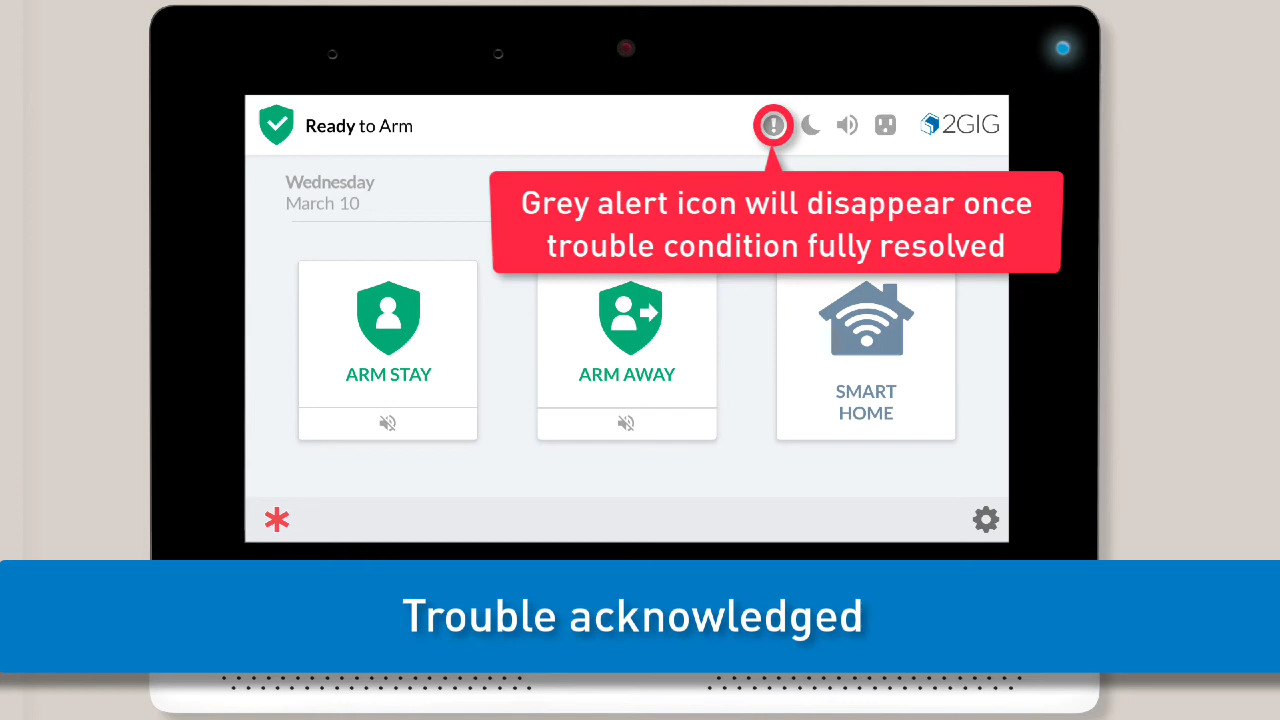 Ready to Arm
2GIG
Wednesday
March 10
Grey alert icon will disappear once
trouble condition fully resolved
ARM STAY
ARM AWAY
SMART
HOME
Trouble acknowledged